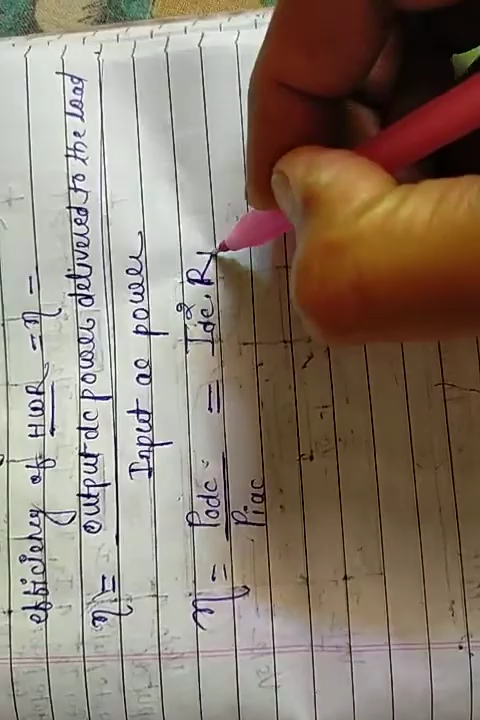 efficiency of HWR - η -
η = output dc power delivered to the load
Input ac power
η = Podc = Idc². RL
Piac